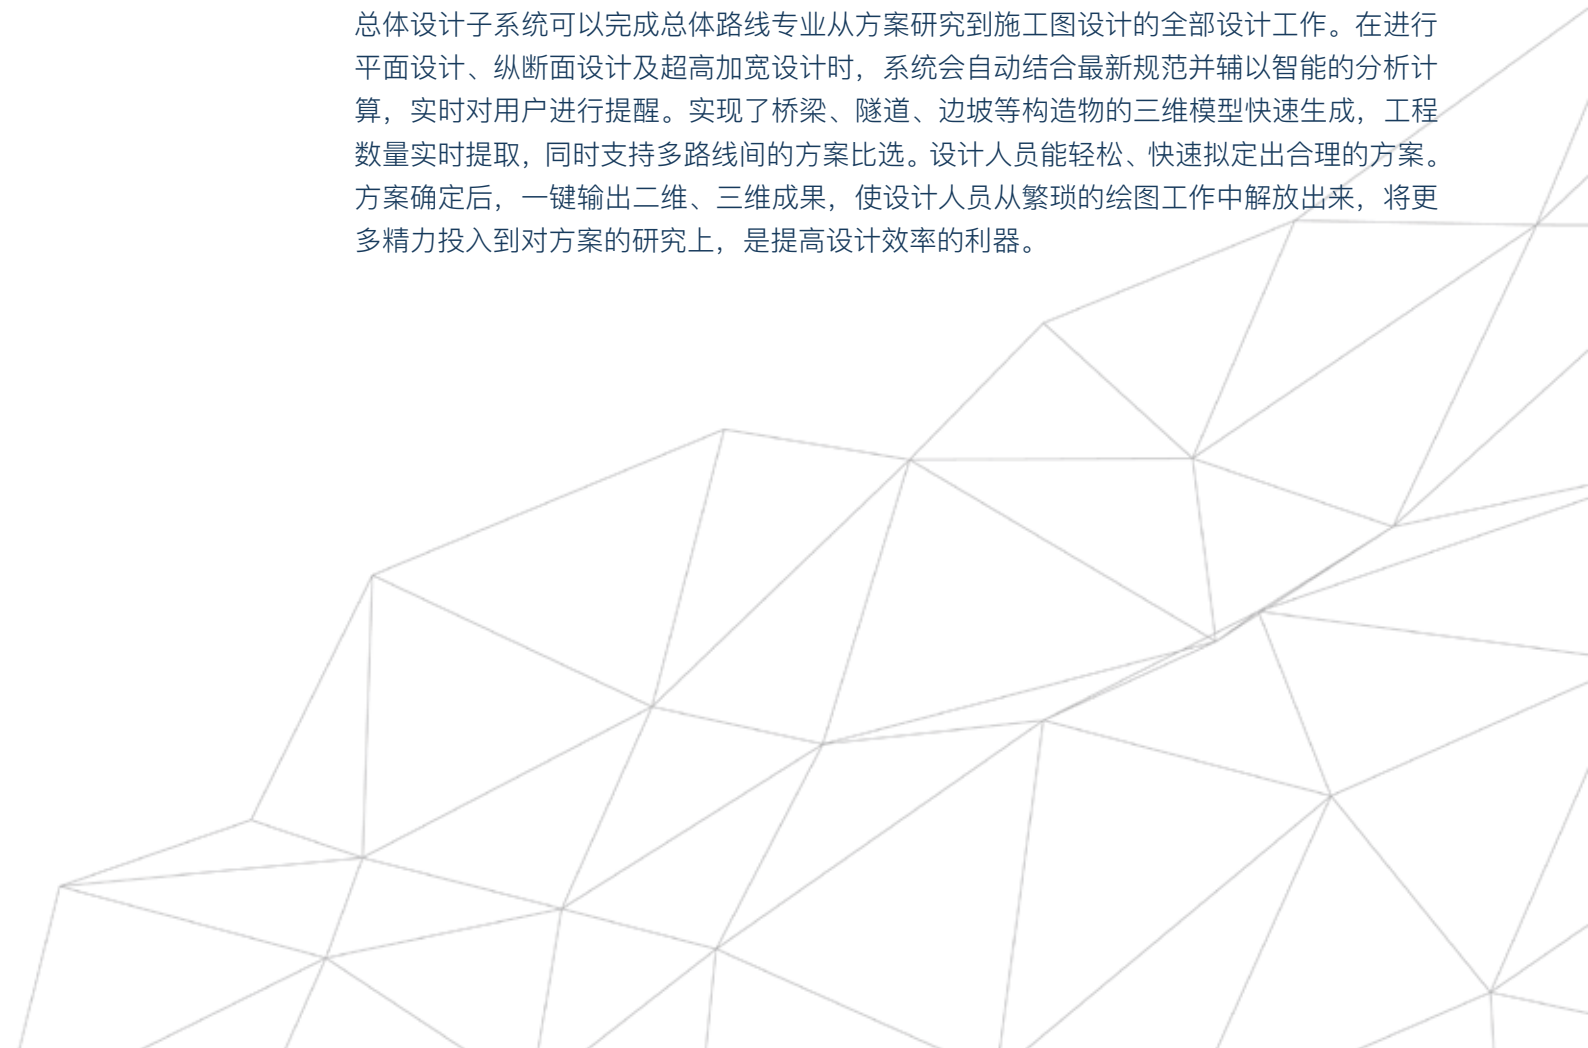 总体设计子系统可以完成总体路线专业从方案研究到施工图设计的全部设计工作。在进行
平面设计、纵断面设计及超高加宽设计时，系统会自动结合最新规范并辅以智能的分析计
算，实时对用户进行提醒。实现了桥梁、隧道、边坡等构造物的三维模型快速生成，工程
数量实时提取，同时支持多路线间的方案比选。设计人员能轻松、快速拟定出合理的方案。
方案确定后，一键输出二维、三维成果，使设计人员从繁琐的绘图工作中解放出来，将更
多精力投入到对方案的研究上，是提高设计效率的利器。